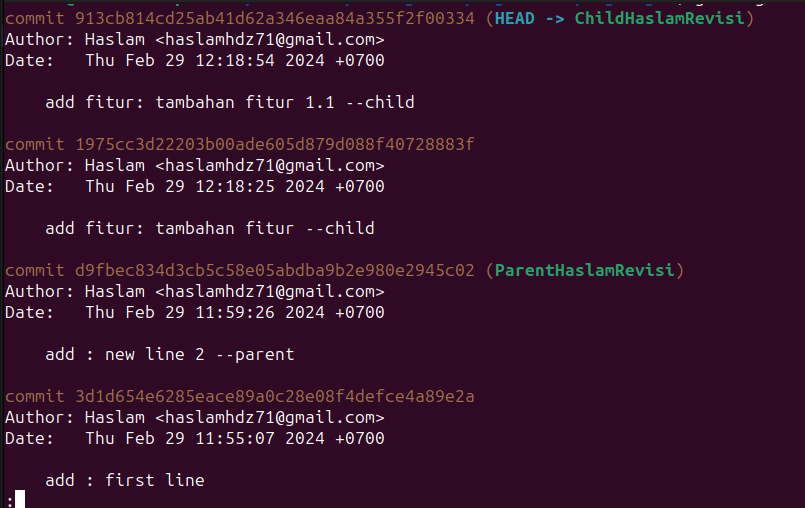 commit 913cb814cd25ab41d62a346eaa84a355f2f00334 (HEAD -> ChildHaslamRevisi)
Author: Haslam <haslamhdz71@gmail.com>
Date:   Thu Feb 29 12:18:54 2024 +0700
    add fitur: tambahan fitur 1.1 --child
commit 1975cc3d22203b00ade605d879d088f40728883f
Author: Haslam <haslamhdz71@gmail.com>
Date:   Thu Feb 29 12:18:25 2024 +0700
    add fitur: tambahan fitur --child
commit d9fbec834d3cb5c58e05abdba9b2e980e2945c02 (ParentHaslamRevisi)
Author: Haslam <haslamhdz71@gmail.com>
Date:   Thu Feb 29 11:59:26 2024 +0700
    add : new line 2 --parent
commit 3d1d654e6285eace89a0c28e08f4defce4a89e2a
Author: Haslam <haslamhdz71@gmail.com>
Date:   Thu Feb 29 11:55:07 2024 +0700
    add : first line
: